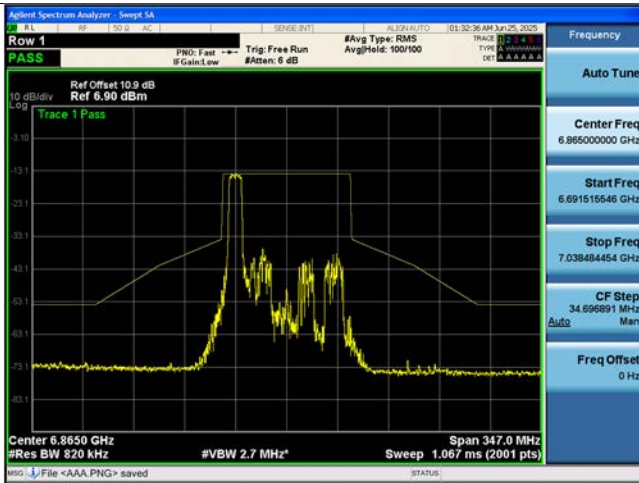 Agilent Spectrum Analyzer - Swept SA
RL RF 50 Ω AC SENSE:INT ALIGN AUTO 01:32:36 AM Jun 25, 2025
Row 1
PASS
PNO: Fast
IFGain:Low
Trig: Free Run
#Atten: 6 dB
#Avg Type: RMS
Avg|Hold: 100/100
TRACE 1 2 3 4 5 6
TYPE A
DET A A A A A A
Ref Offset 10.9 dB
10 dB/div Ref 6.90 dBm
Log
Trace 1 Pass
-3.10
-13.1
-23.1
-33.1
-43.1
-53.1
-63.1
-73.1
-83.1
Center 6.8650 GHz Span 347.0 MHz
#Res BW 820 kHz #VBW 2.7 MHz* Sweep 1.067 ms (2001 pts)
MSG File <AAA.PNG> saved STATUS
Frequency
Auto Tune
Center Freq
6.865000000 GHz
Start Freq
6.691515546 GHz
Stop Freq
7.038484454 GHz
CF Step
34.696891 MHz
Auto Man
Freq Offset
0 Hz